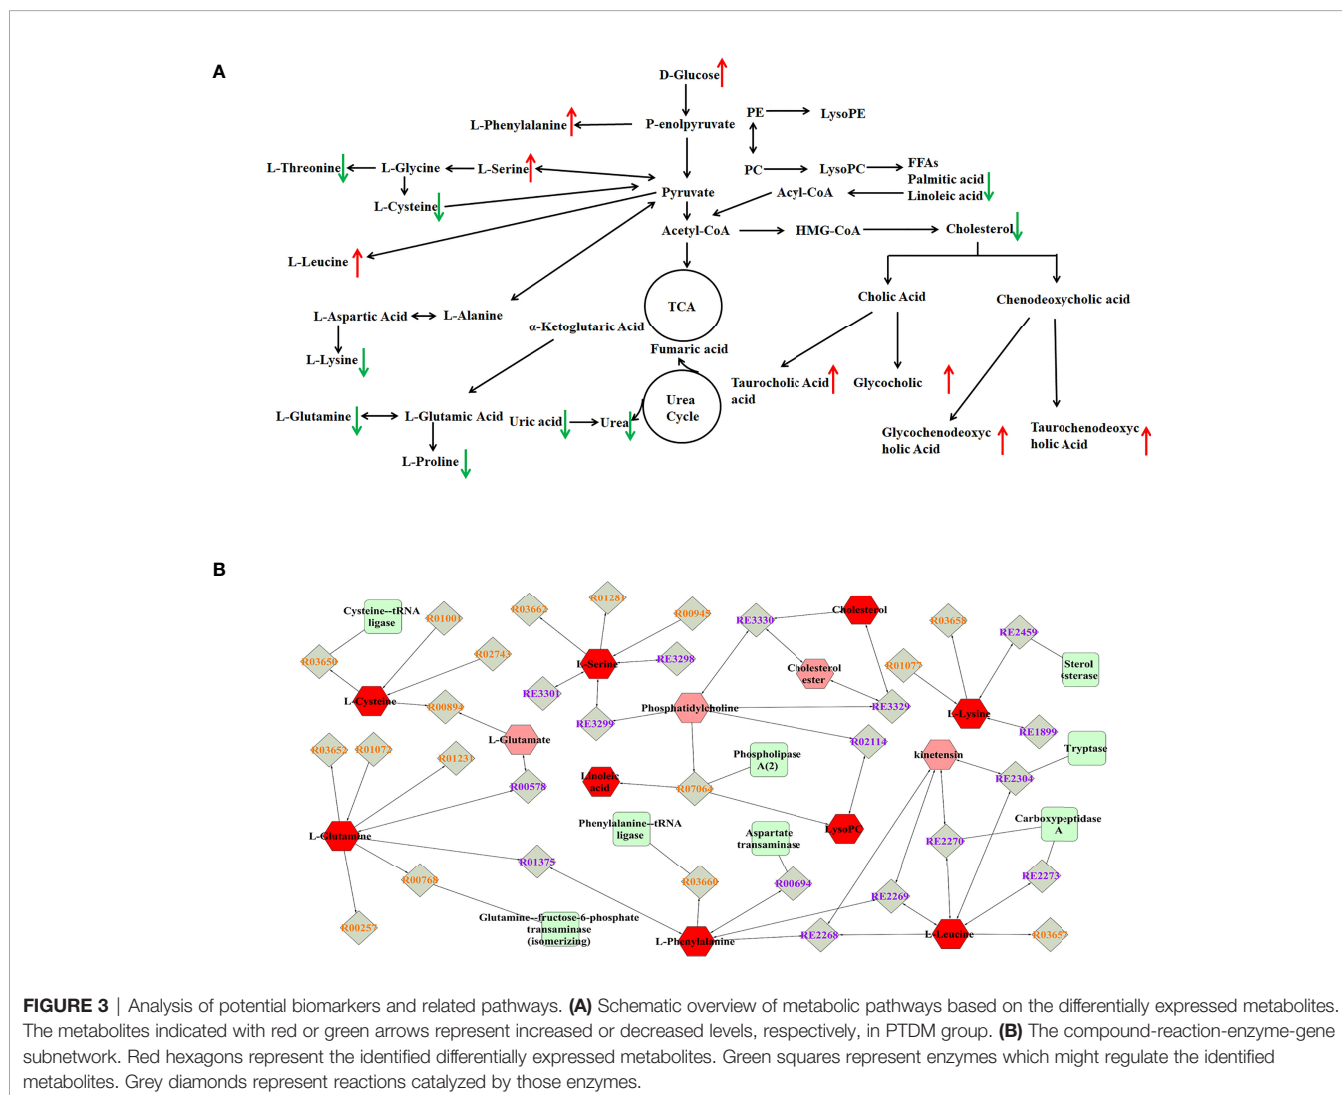 A
D-Glucose
L-Phenylalanine
P-enolpyruvate
PE
LysoPE
L-Threonine
L-Glycine
L-Serine
PC
LysoPC
FFAs
Palmitic acid
Linoleic acid
L-Cysteine
Pyruvate
Acyl-CoA
Acetyl-CoA
HMG-CoA
Cholesterol
L-Leucine
Cholic Acid
Chenodeoxycholic acid
L-Aspartic Acid
L-Alanine
TCA
α-Ketoglutaric Acid
Fumaric acid
L-Lysine
Taurocholic Acid
acid
Glycocholic
Urea
Cycle
L-Glutamine
L-Glutamic Acid
Uric acid
Urea
Glycochenodeoxyc
holic Acid
Taurochenodeoxyc
holic Acid
L-Proline
B
Cysteine--tRNA
ligase
R01001
R03662
R01281
R00945
RE3330
Cholesterol
R03658
RE2459
R03650
R02743
L-Serine
RE3298
Cholesterol
ester
R01077
Sterol
esterase
L-Cysteine
R00894
RE3301
RE3299
Phosphatidylcholine
RE3329
L-Lysine
RE1899
L-Glutamate
R03652
R01072
R01231
R02114
kinetensin
Tryptase
Phospholipase
A(2)
R00578
Linoleic
acid
R07064
RE2304
L-Glutamine
Phenylalanine--tRNA
ligase
Aspartate
transaminase
LysoPC
Carboxypeptidase
A
RE2270
R01375
R00768
R03660
R00694
RE2269
RE2273
R00257
Glutamine--fructose-6-phosphate
transaminase
(isomerizing)
L-Phenylalanine
RE2268
L-Leucine
R03657
FIGURE 3 | Analysis of potential biomarkers and related pathways. (A) Schematic overview of metabolic pathways based on the differentially expressed metabolites.
The metabolites indicated with red or green arrows represent increased or decreased levels, respectively, in PTDM group. (B) The compound-reaction-enzyme-gene
subnetwork. Red hexagons represent the identified differentially expressed metabolites. Green squares represent enzymes which might regulate the identified
metabolites. Grey diamonds represent reactions catalyzed by those enzymes.